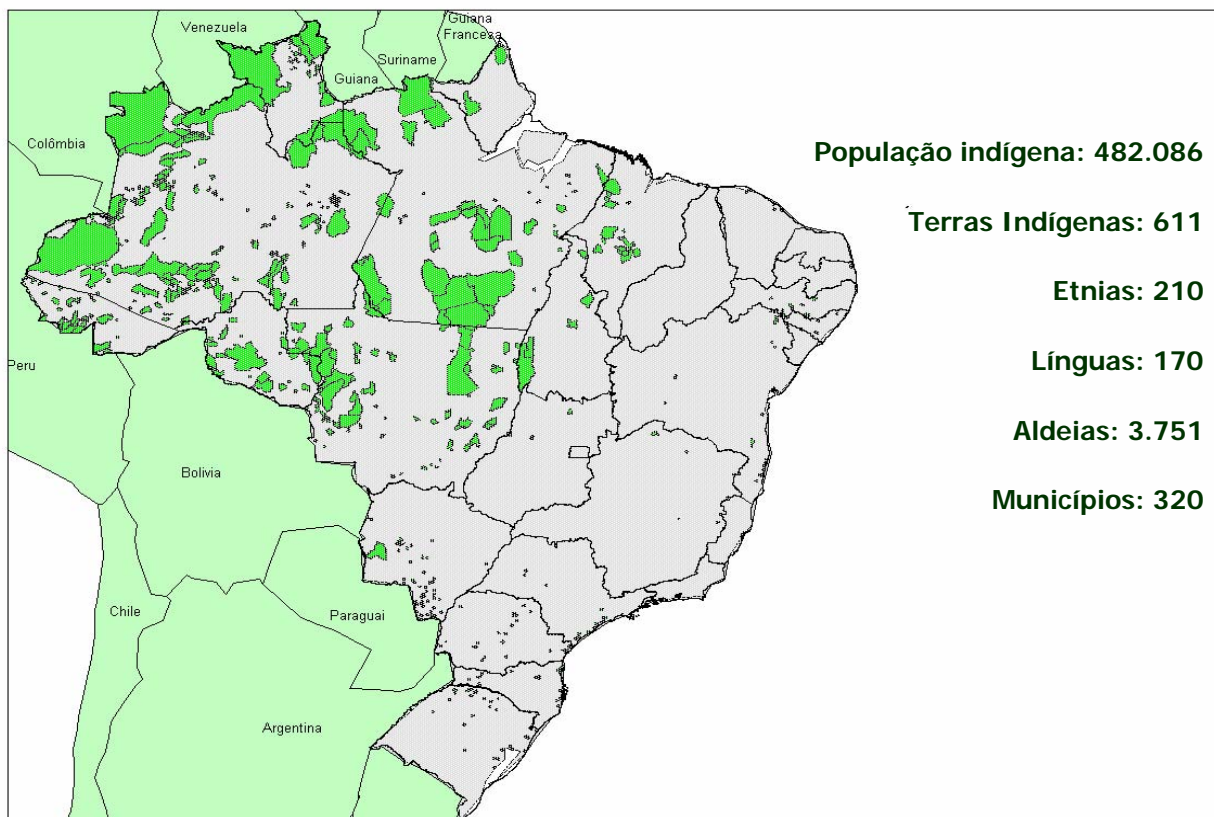 Venezuela
Guiana
Francesa
Suriname
Guiana
Colômbia
Peru
Bolívia
Chile
Paraguai
Argentina
População indígena: 482.086
Terras Indígenas: 611
Etnias: 210
Línguas: 170
Aldeias: 3.751
Municípios: 320